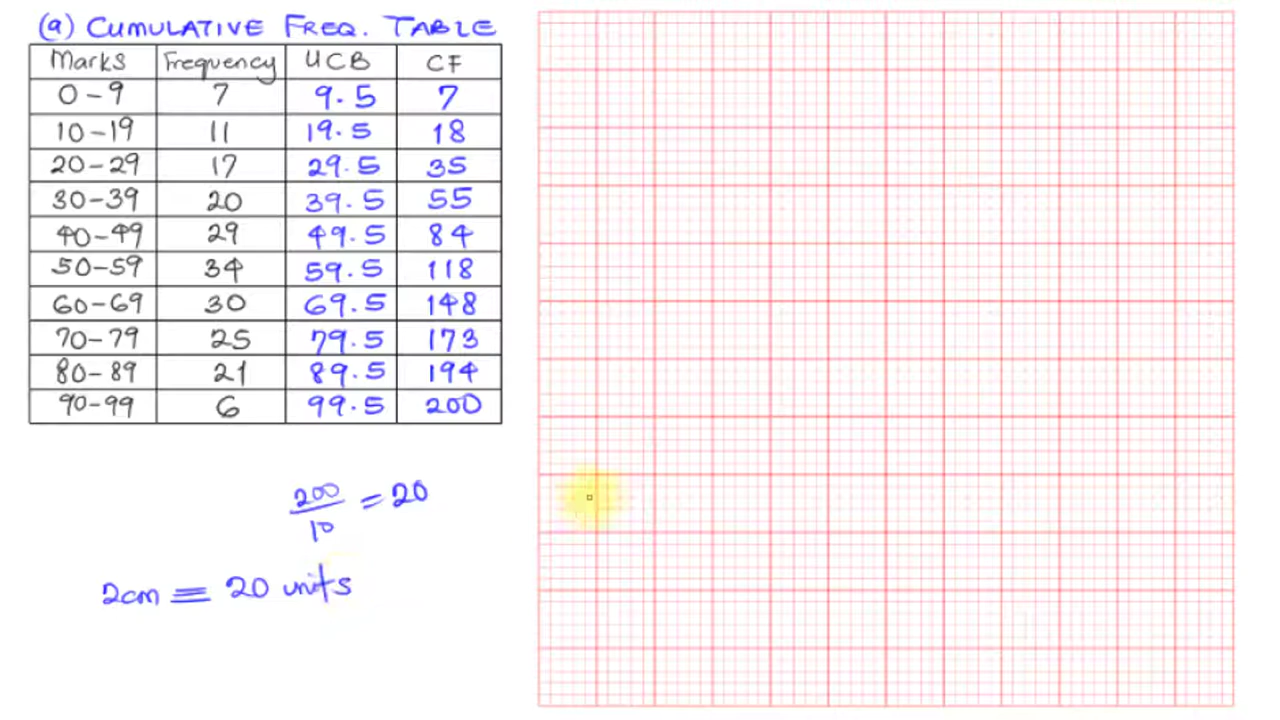 (a) CUMULATIVE FREQ. TABLE
Marks Frequency UCB CF
0-9 7 9.5 7
10-19 11 19.5 18
20-29 17 29.5 35
30-39 20 39.5 55
40-49 29 49.5 84
50-59 34 59.5 118
60-69 30 69.5 148
70-79 25 79.5 173
80-89 21 89.5 194
90-99 6 99.5 200
200/10 = 20
2cm ≡ 20 units